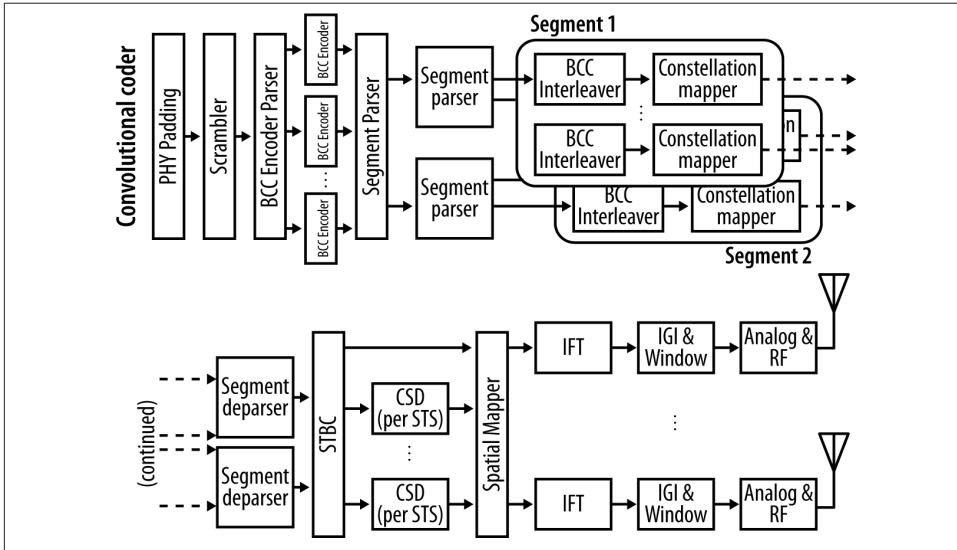 Convolutional coder
PHY Padding
Scrambler
BCC Encoder Parser
BCC Encoder
BCC Encoder
...
BCC Encoder
Segment Parser
Segment
parser
Segment
parser
Segment 1
BCC
Interleaver
Constellation
mapper
...
BCC
Interleaver
Constellation
mapper
on
BCC
Interleaver
Constellation
mapper
Segment 2
(continued)
Segment
deparser
Segment
deparser
STBC
CSD
(per STS)
...
CSD
(per STS)
Spatial Mapper
IFT
IGI &
Window
Analog &
RF
...
IFT
IGI &
Window
Analog &
RF